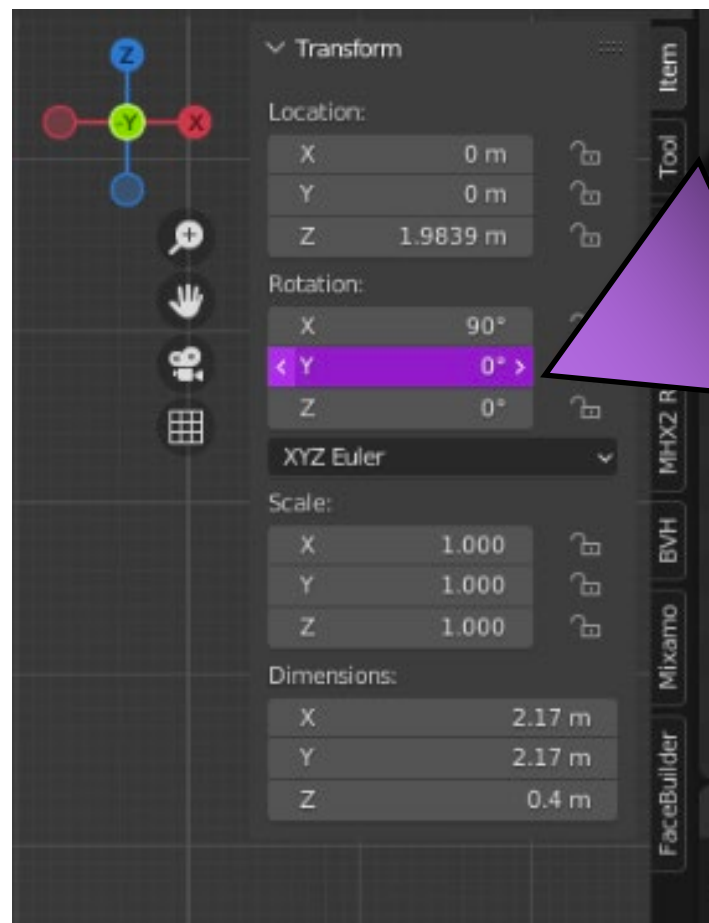 Z
-Y X
Transform
Location:
X 0 m
Y 0 m
Z 1.9839 m
Rotation:
X 90°
Y 0°
Z 0°
XYZ Euler
Scale:
X 1.000
Y 1.000
Z 1.000
Dimensions:
X 2.17 m
Y 2.17 m
Z 0.4 m
Item
Tool
MHX2 R
BVH
Mixamo
FaceBuilder